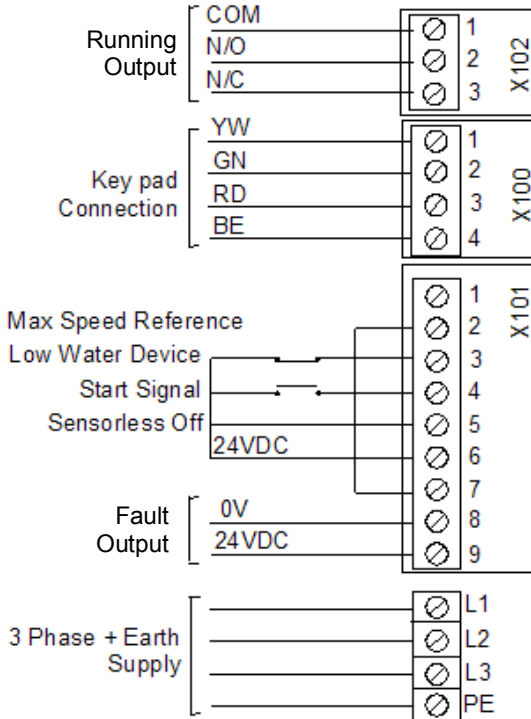 Running Output
COM 1
N/O 2
N/C 3
X102
Key pad Connection
YW 1
GN 2
RD 3
BE 4
X100
1
Max Speed Reference 2
Low Water Device 3
Start Signal 4
Sensorless Off 5
24VDC 6
7
X101
Fault Output
0V 8
24VDC 9
3 Phase + Earth Supply
L1
L2
L3
PE